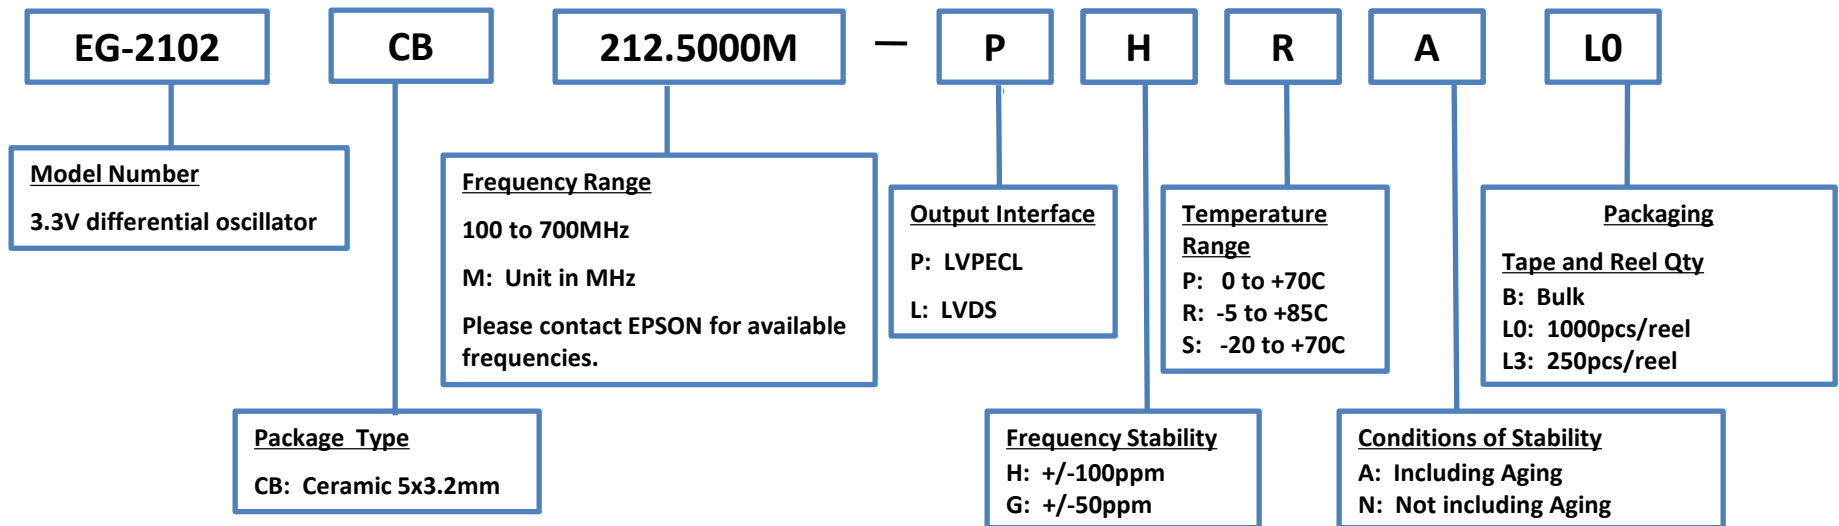 EG-2102 CB 212.5000M — P H R A L0
Model Number
3.3V differential oscillator
Frequency Range
100 to 700MHz
M: Unit in MHz
Please contact EPSON for available
frequencies.
Output Interface
P: LVPECL
L: LVDS
Temperature
Range
P: 0 to +70C
R: -5 to +85C
S: -20 to +70C
Packaging
Tape and Reel Qty
B: Bulk
L0: 1000pcs/reel
L3: 250pcs/reel
Package Type
CB: Ceramic 5x3.2mm
Frequency Stability
H: +/-100ppm
G: +/-50ppm
Conditions of Stability
A: Including Aging
N: Not including Aging